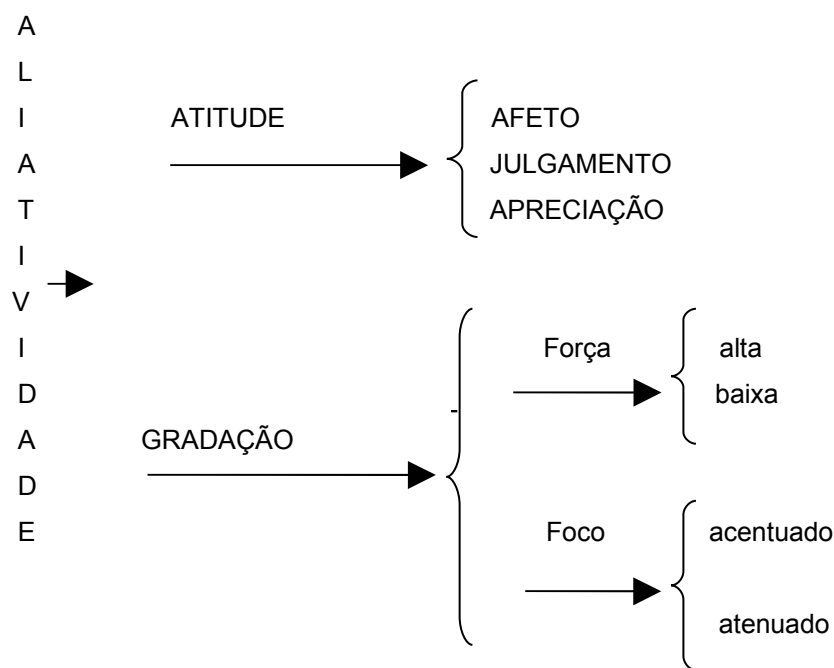 A
L
I
A
T
I
V
I
D
A
D
E
ATITUDE
AFETO
JULGAMENTO
APRECIAÇÃO
GRADAÇÃO
-
Força
alta
baixa
Foco
acentuado
atenuado